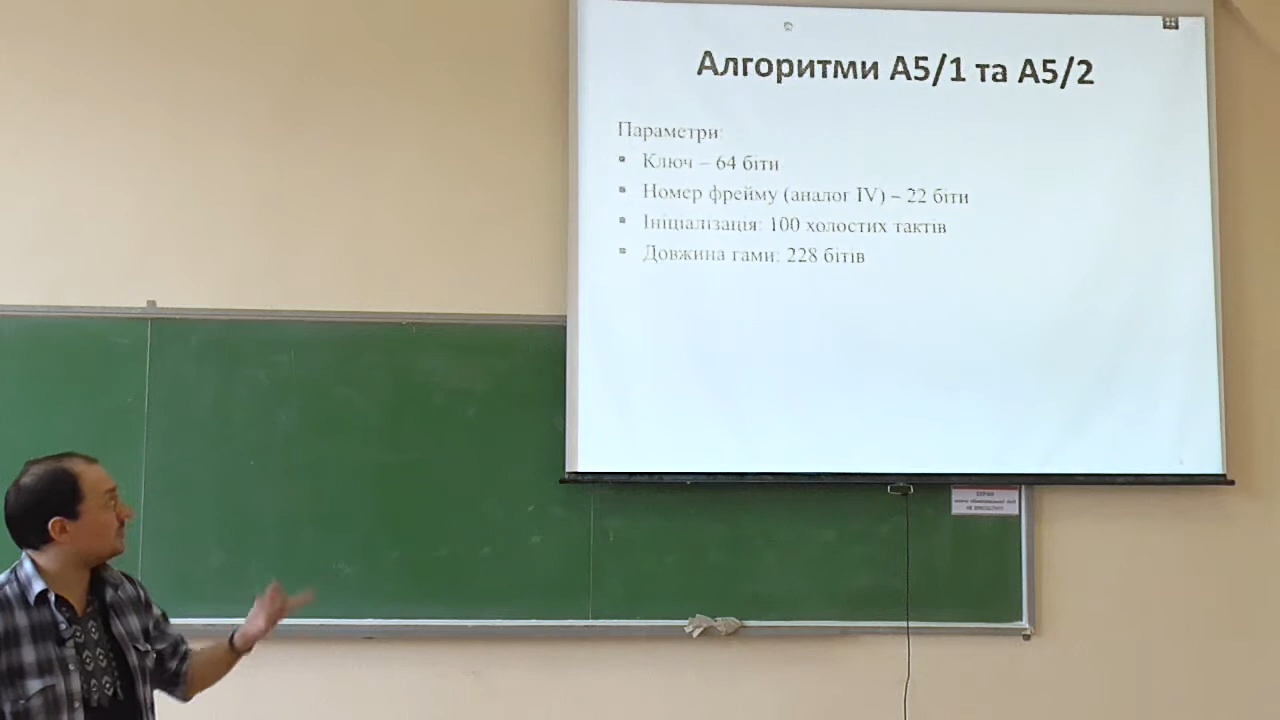 Алгоритми А5/1 та А5/2
Параметри:
▪ Ключ – 64 біти
▪ Номер фрейму (аналог IV) – 22 біти
▪ Ініціалізація: 100 холостих тактів
▪ Довжина гами: 228 бітів